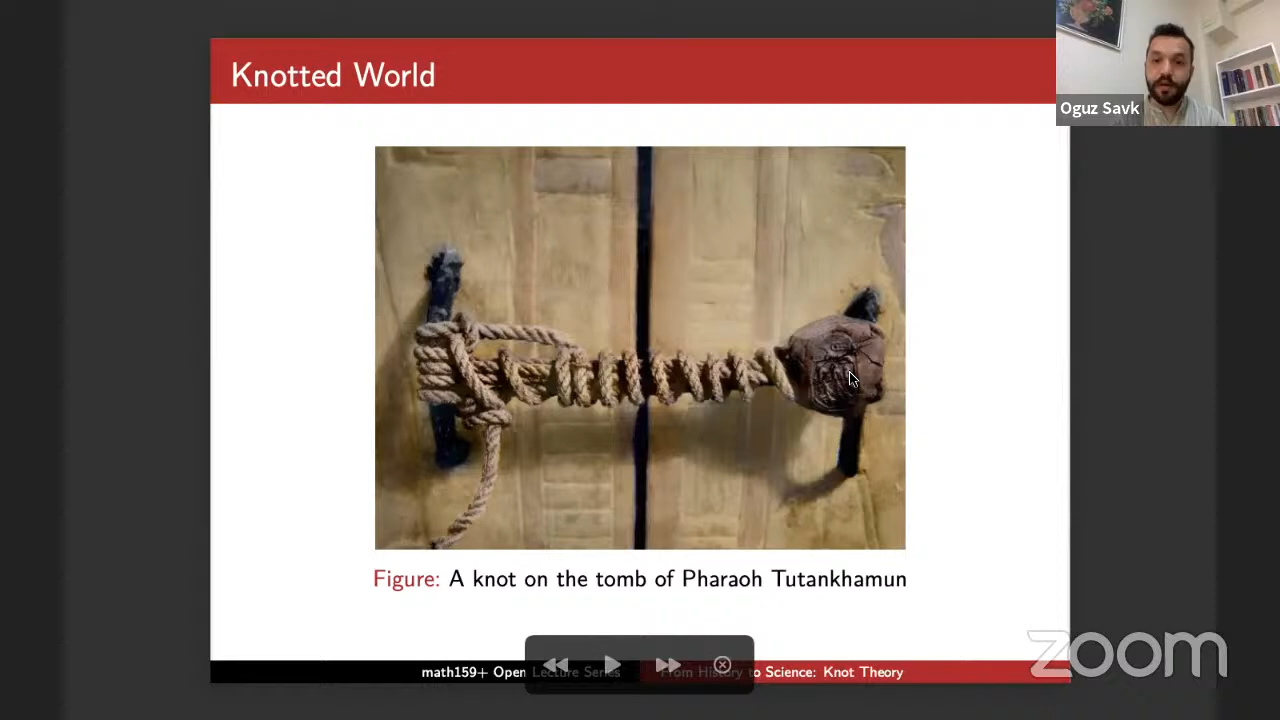 Knotted World
Oguz Savk
Figure: A knot on the tomb of Pharaoh Tutankhamun
math159+ Open Lecture Series
From History to Science: Knot Theory
zoom